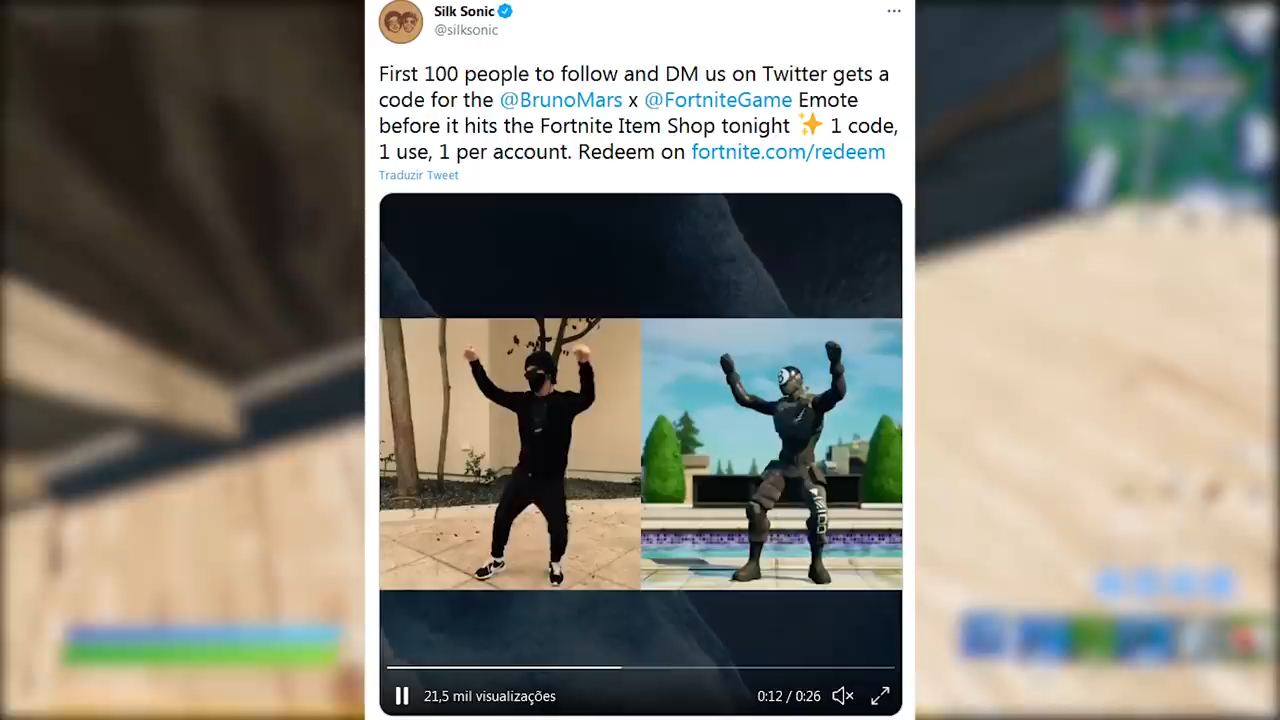 Silk Sonic
@silksonic
First 100 people to follow and DM us on Twitter gets a
code for the @BrunoMars x @FortniteGame Emote
before it hits the Fortnite Item Shop tonight ✨ 1 code,
1 use, 1 per account. Redeem on fortnite.com/redeem
Traduzir Tweet
21,5 mil visualizações
0:12 / 0:26